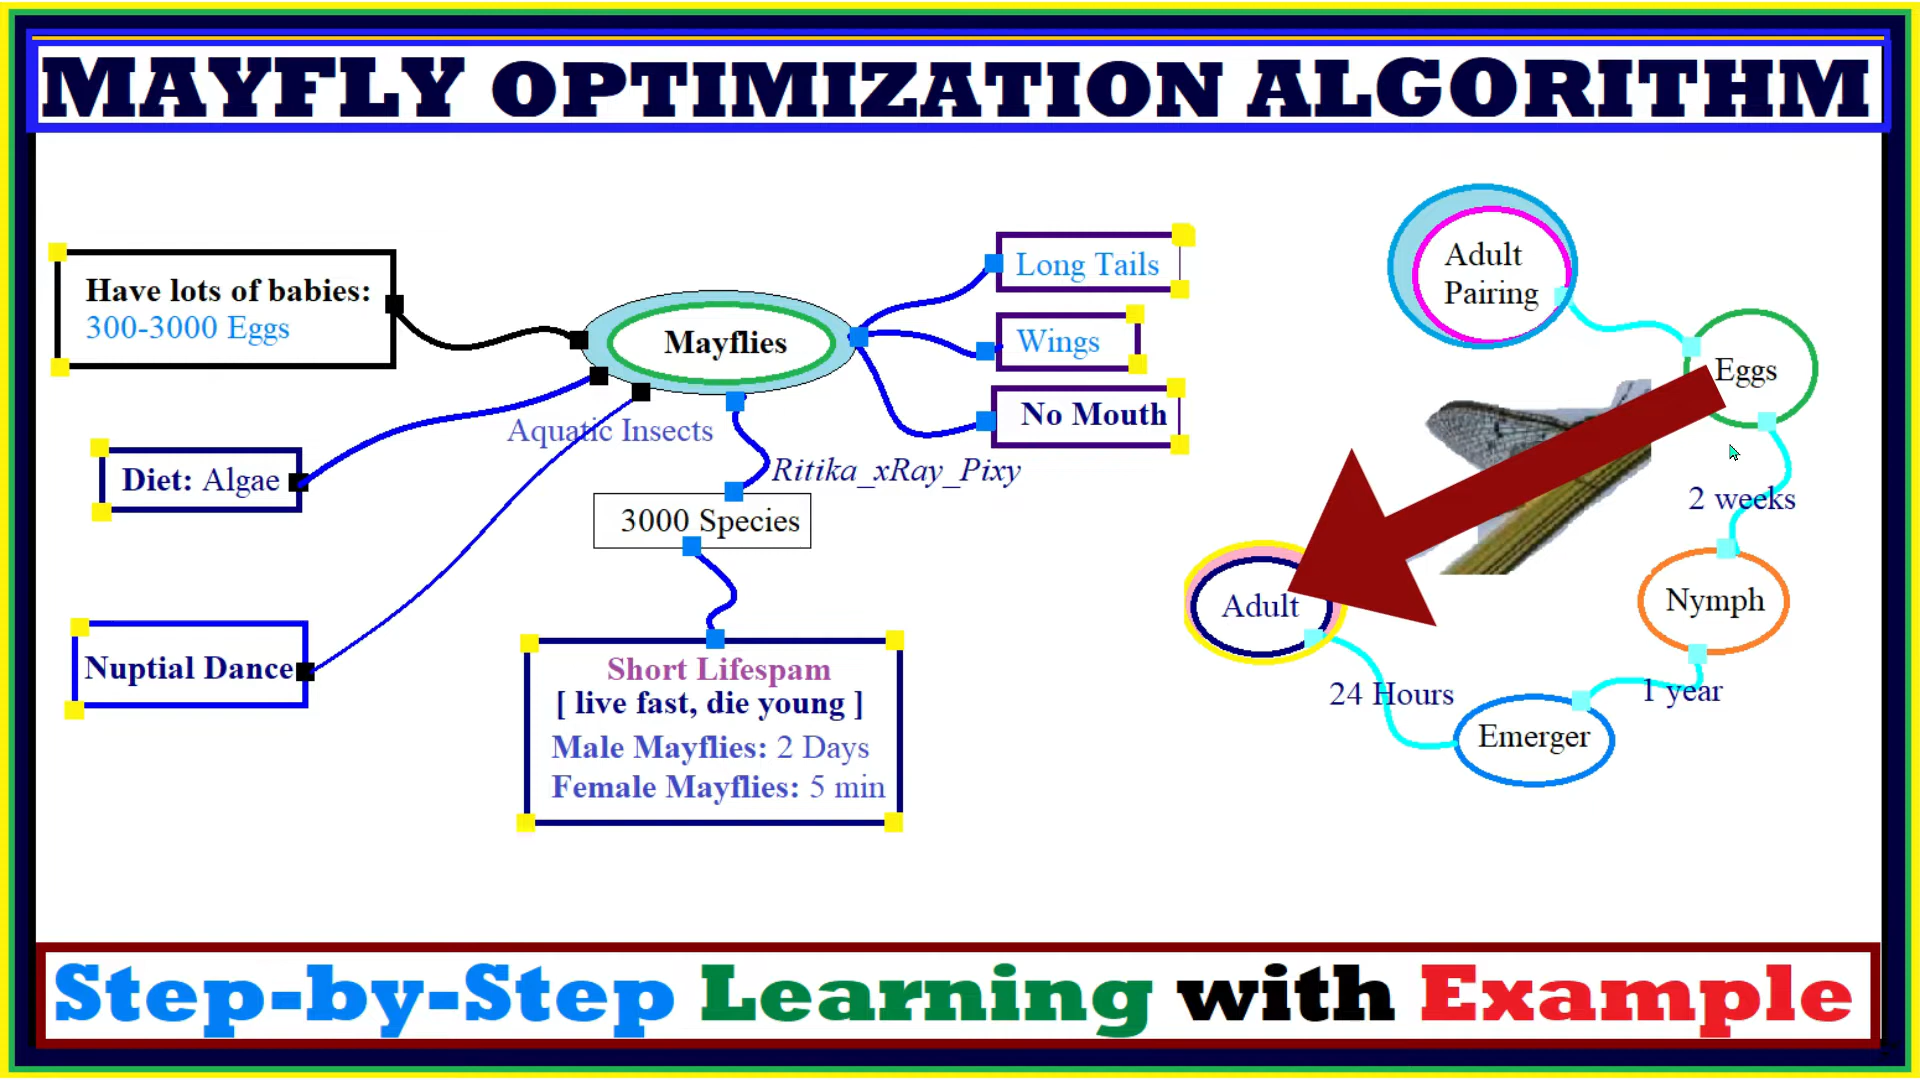 MAYFLY OPTIMIZATION ALGORITHM
Have lots of babies:
300-3000 Eggs
Diet: Algae
Nuptial Dance
Mayflies
Aquatic Insects
Ritika_xRay_Pixy
3000 Species
Short Lifespam
[ live fast, die young ]
Male Mayflies: 2 Days
Female Mayflies: 5 min
Long Tails
Wings
No Mouth
Adult
Pairing
Eggs
2 weeks
Nymph
1 year
Emerger
24 Hours
Adult
Step-by-Step Learning with Example